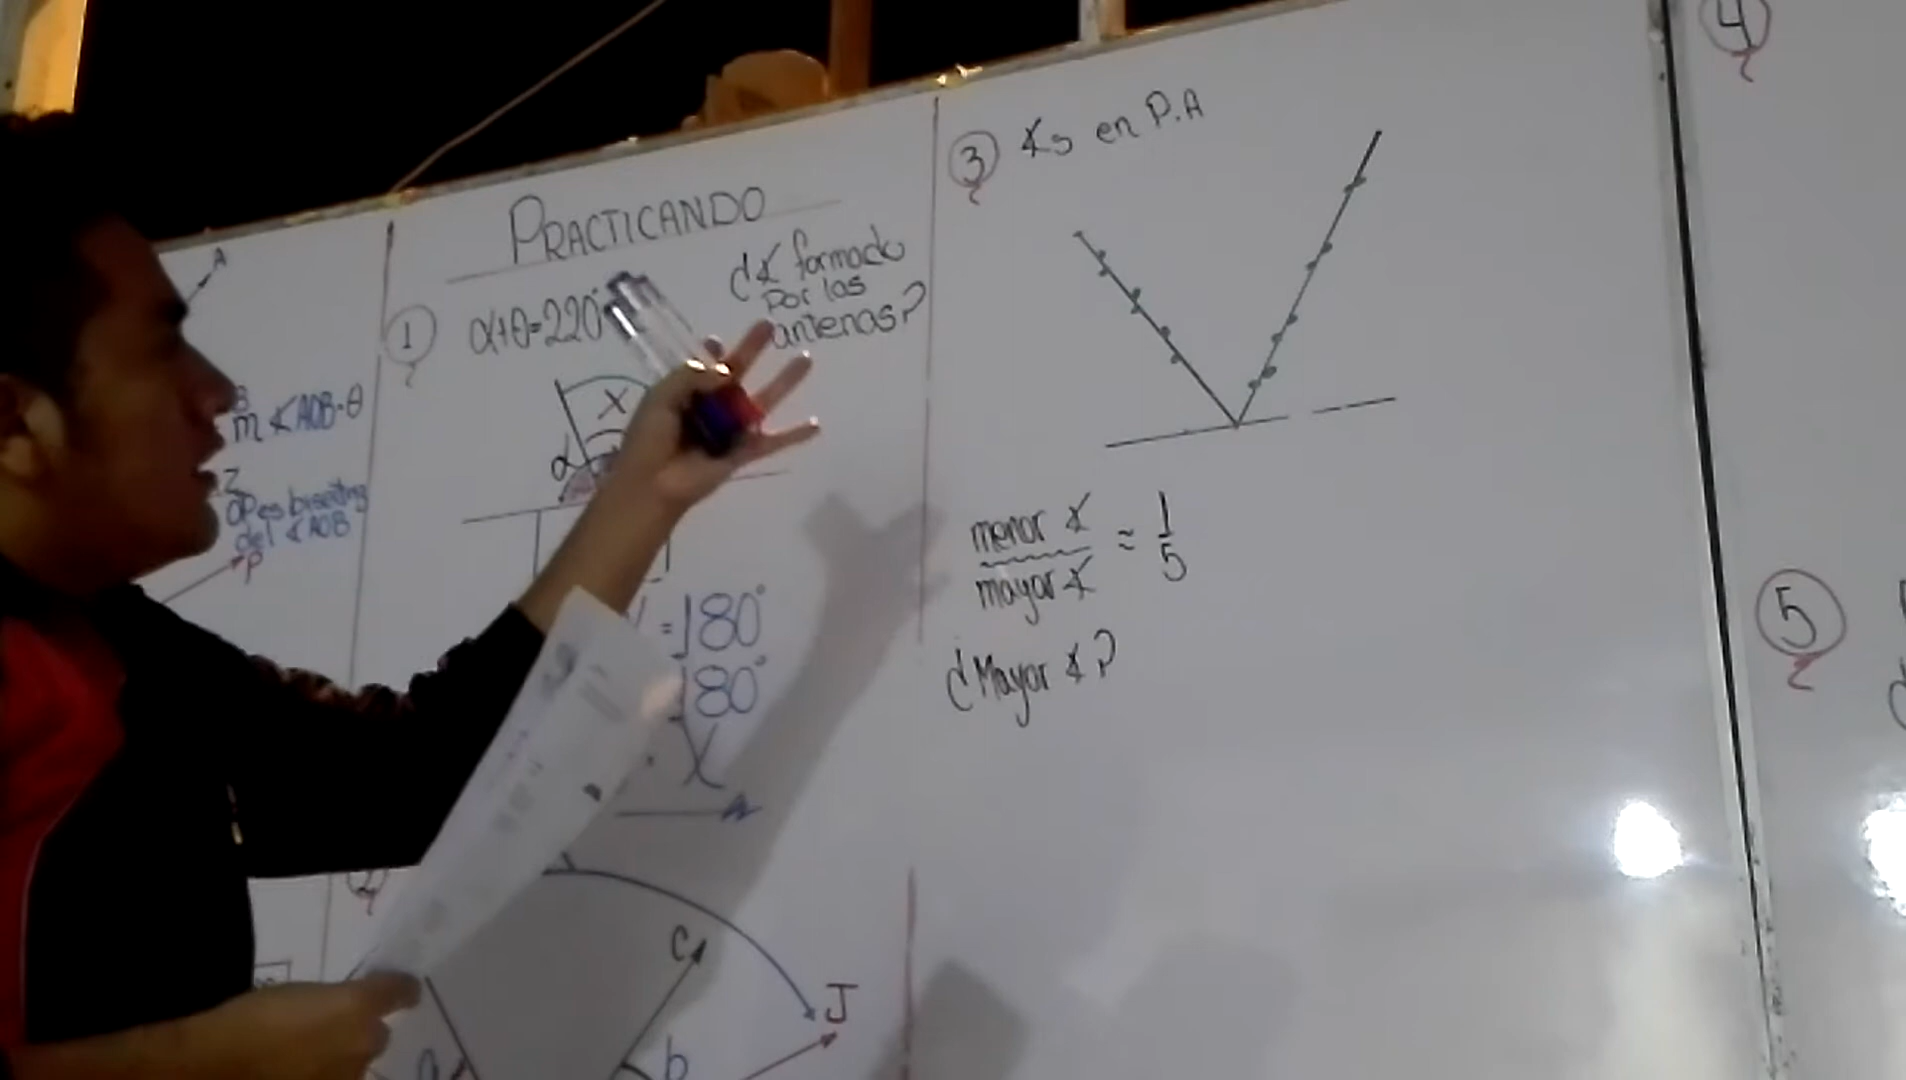 A
m∡AOB=θ
OP es bisectriz
del ∡AOB
P
PRACTICANDO
1
α+θ=220°
¿∡ formado
por las
antenas?
X
α
=180°
180°
X
C
J
a
b
3 ∡s en P.A
menor ∡
mayor ∡
= 1
5
¿Mayor ∡?
4
5